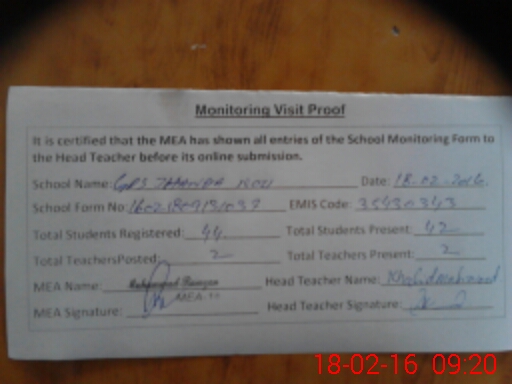 Monitoring Visit Proof
It is certified that the MEA has shown all entries of the School Monitoring Form to
the Head Teacher before its online submission.
School Name: GPS Date: 18-02-2016.
School Form No: EMIS Code: 35430343
Total Students Registered: 44 Total Students Present: 42
Total TeachersPosted: 2 Total Teachers Present: 2
MEA Name: Head Teacher Name:
MEA Signature: Head Teacher Signature:
18-02-16 09:20